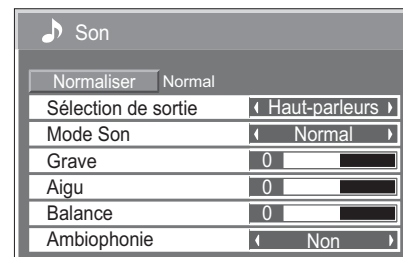 Son
Normaliser Normal
Sélection de sortie Haut-parleurs
Mode Son Normal
Grave 0
Aigu 0
Balance 0
Ambiophonie Non